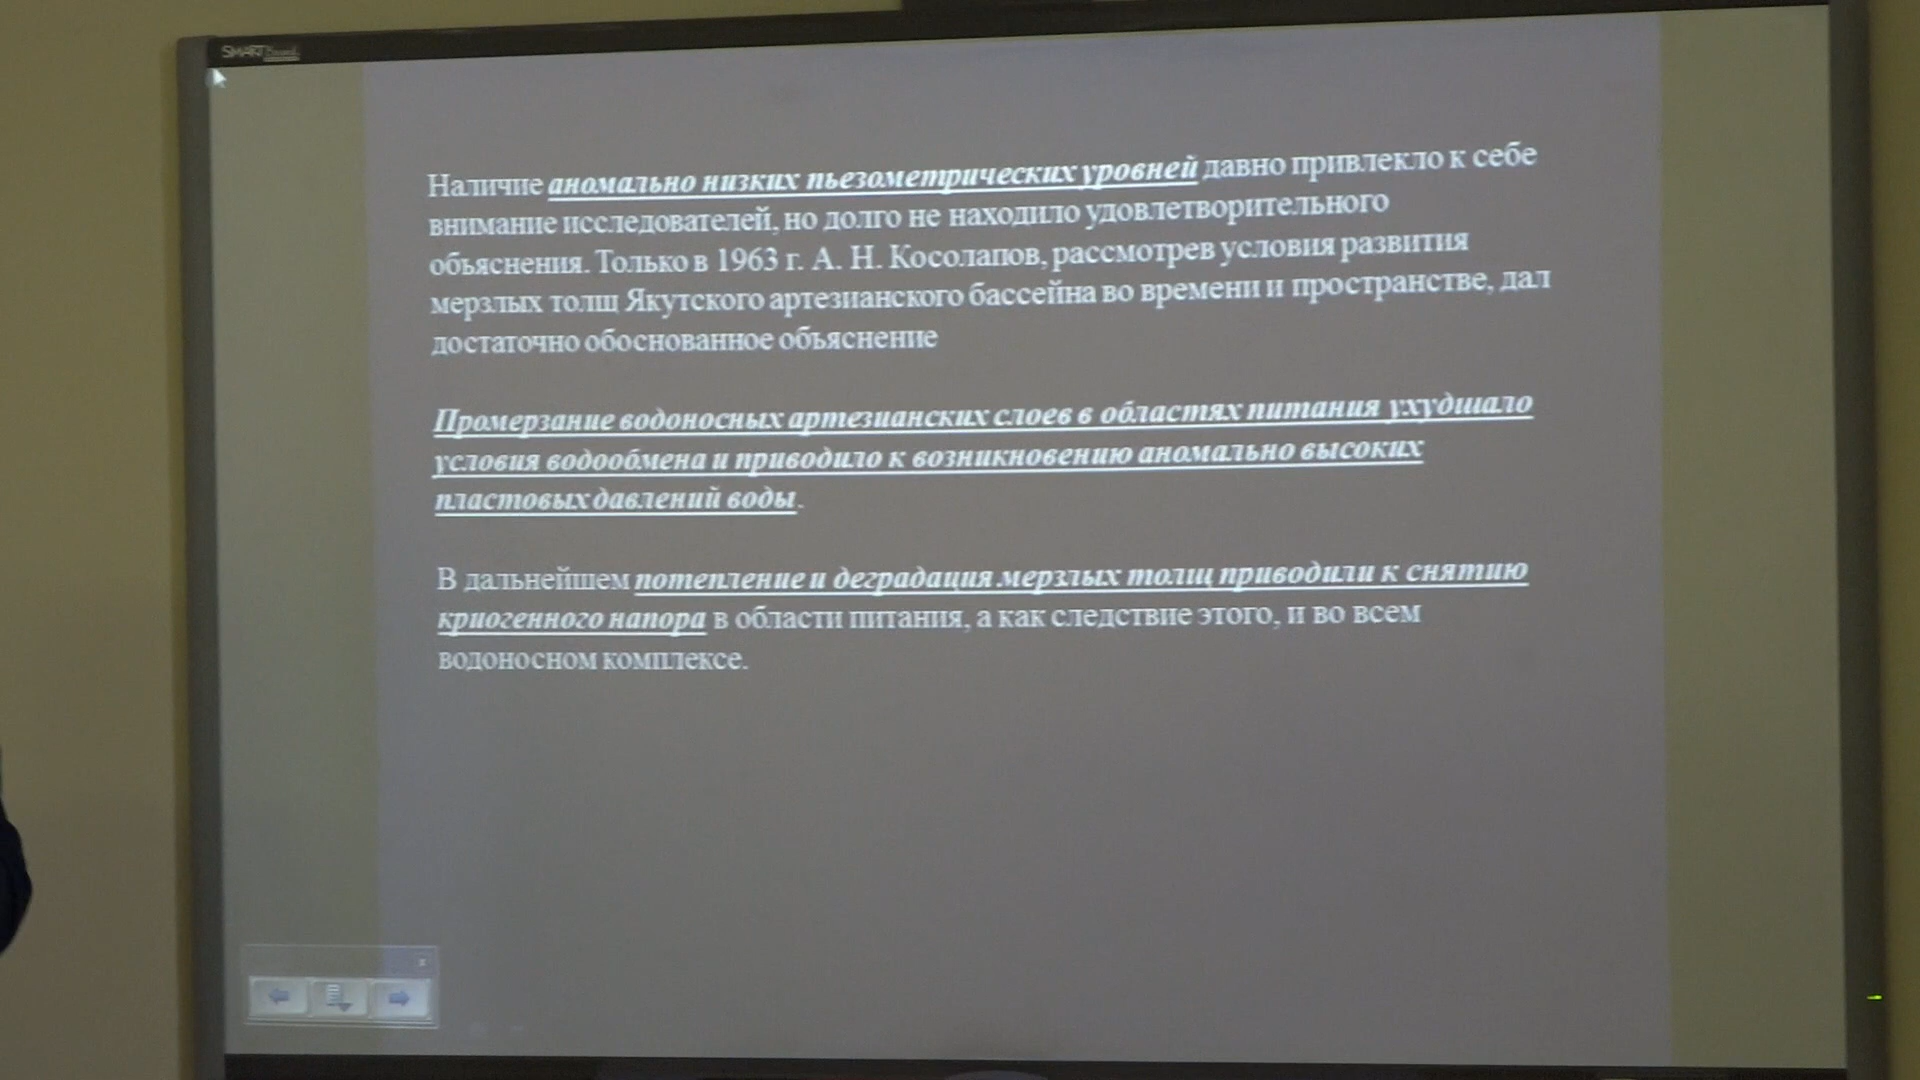 SMART Board
Наличие аномально низких пьезометрических уровней давно привлекло к себе
внимание исследователей, но долго не находило удовлетворительного
объяснения. Только в 1963 г. А. Н. Косолапов, рассмотрев условия развития
мерзлых толщ Якутского артезианского бассейна во времени и пространстве, дал
достаточно обоснованное объяснение
Промерзание водоносных артезианских слоев в областях питания ухудшало
условия водообмена и приводило к возникновению аномально высоких
пластовых давлений воды.
В дальнейшем потепление и деградация мерзлых толщ приводили к снятию
криогенного напора в области питания, а как следствие этого, и во всем
водоносном комплексе.